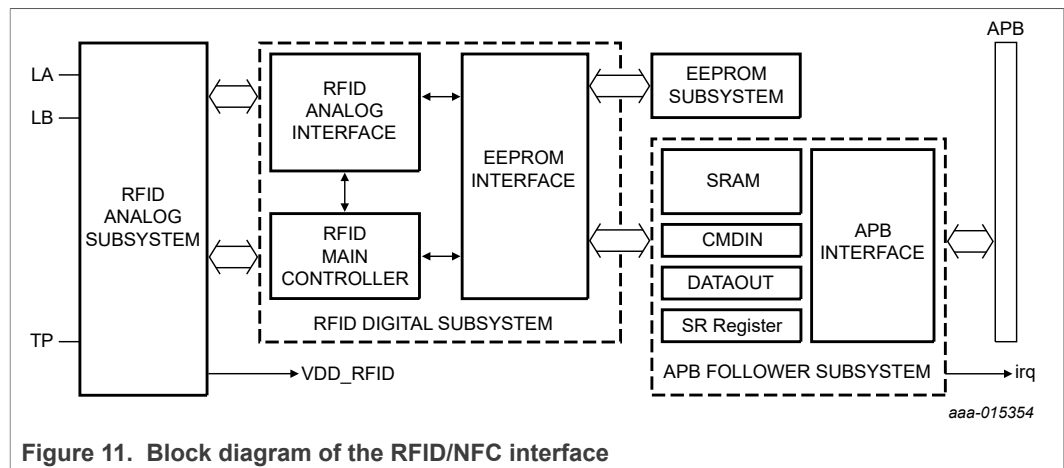 APB
LA
LB
TP
RFID
ANALOG
SUBSYSTEM
VDD_RFID
RFID
ANALOG
INTERFACE
RFID
MAIN
CONTROLLER
EEPROM
INTERFACE
RFID DIGITAL SUBSYSTEM
EEPROM
SUBSYSTEM
SRAM
CMDIN
DATAOUT
SR Register
APB
INTERFACE
APB FOLLOWER SUBSYSTEM
irq
aaa-015354
Figure 11. Block diagram of the RFID/NFC interface